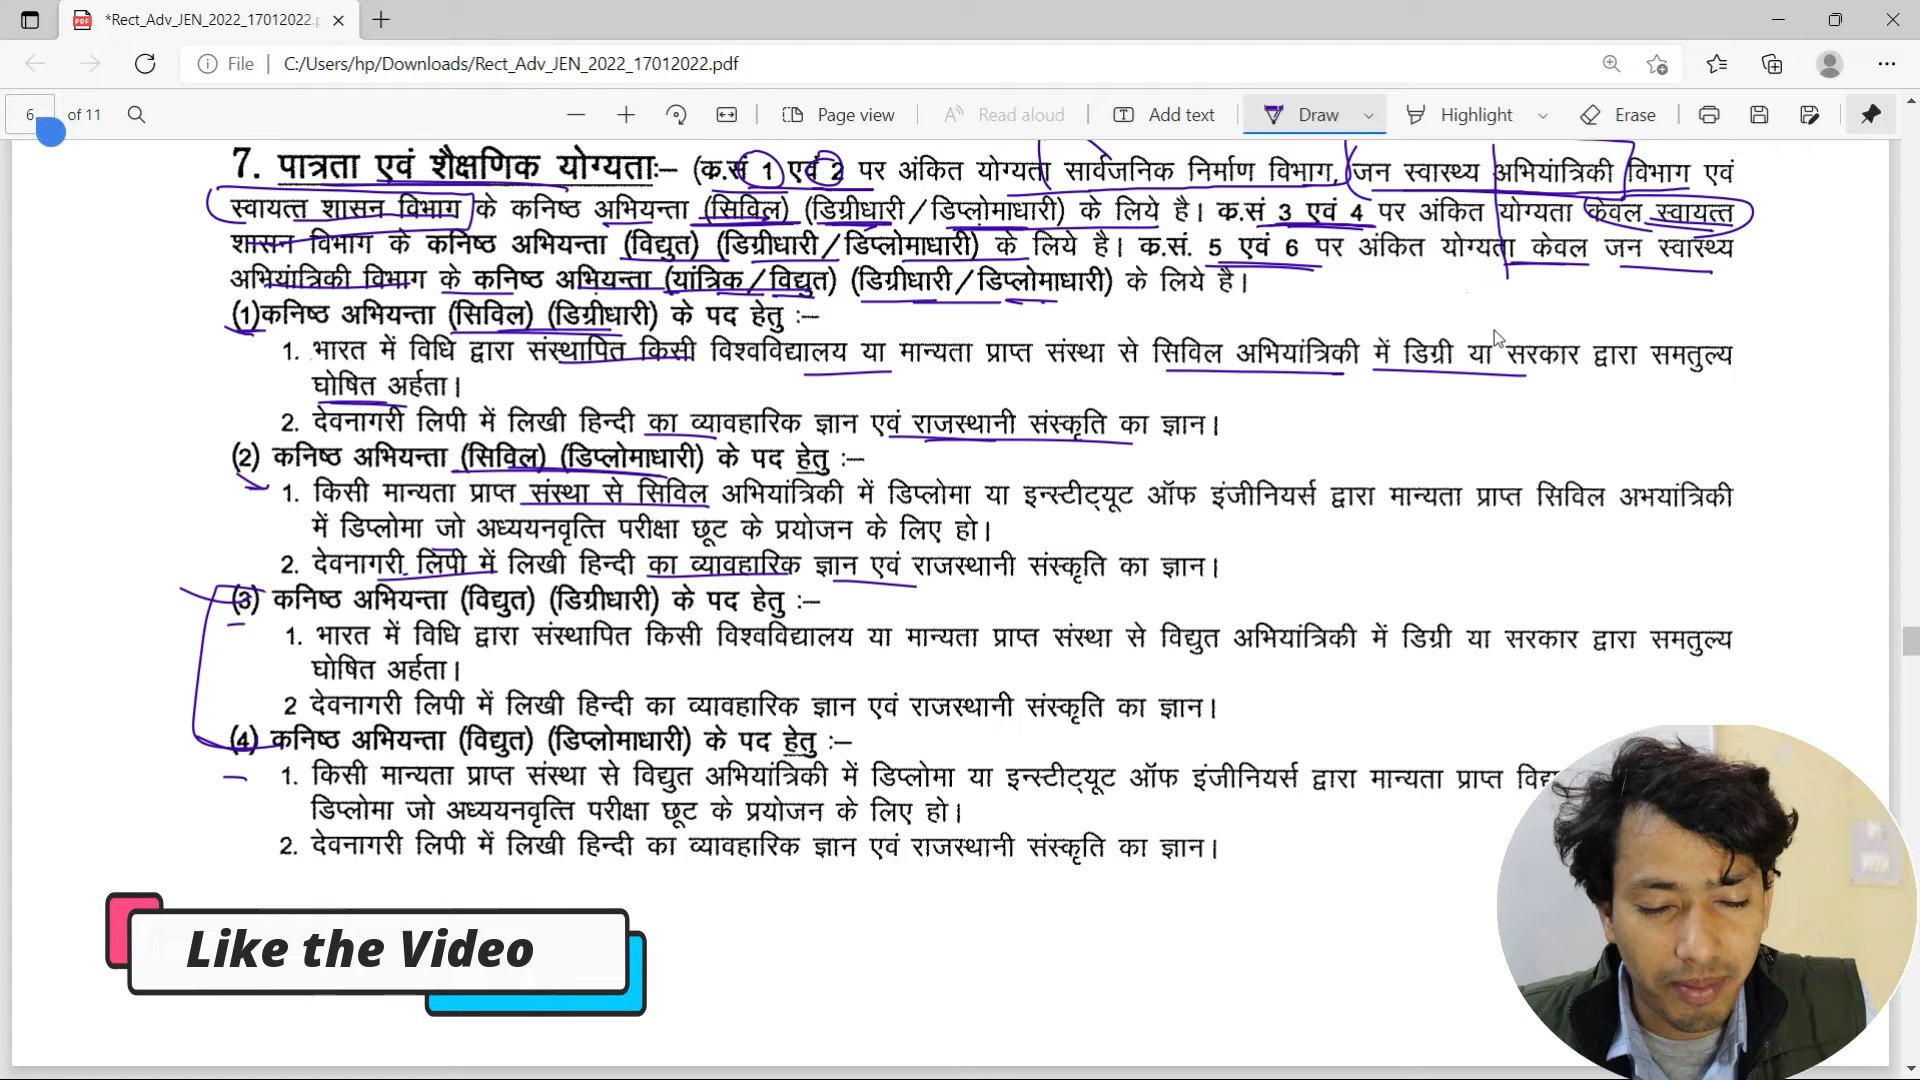 *Rect_Adv_JEN_2022_17012022.p
File | C:/Users/hp/Downloads/Rect_Adv_JEN_2022_17012022.pdf
6 of 11 Page view Read aloud Add text Draw Highlight Erase
7. पात्रता एवं शैक्षणिक योग्यताः– (क.सं 1 एवं 2 पर अंकित योग्यता सार्वजनिक निर्माण विभाग, जन स्वास्थ्य अभियांत्रिकी विभाग एवं
स्वायत्त शासन विभाग के कनिष्ठ अभियन्ता (सिविल) (डिग्रीधारी/डिप्लोमाधारी) के लिये है। क.सं 3 एवं 4 पर अंकित योग्यता केवल स्वायत्त
शासन विभाग के कनिष्ठ अभियन्ता (विद्युत) (डिग्रीधारी/डिप्लोमाधारी) के लिये है। क.सं. 5 एवं 6 पर अंकित योग्यता केवल जन स्वास्थ्य
अभियांत्रिकी विभाग के कनिष्ठ अभियन्ता (यांत्रिक/विद्युत) (डिग्रीधारी/डिप्लोमाधारी) के लिये है।
(1)कनिष्ठ अभियन्ता (सिविल) (डिग्रीधारी) के पद हेतु :–
1. भारत में विधि द्वारा संस्थापित किसी विश्वविद्यालय या मान्यता प्राप्त संस्था से सिविल अभियांत्रिकी में डिग्री या सरकार द्वारा समतुल्य
घोषित अर्हता।
2. देवनागरी लिपी में लिखी हिन्दी का व्यावहारिक ज्ञान एवं राजस्थानी संस्कृति का ज्ञान।
(2) कनिष्ठ अभियन्ता (सिविल) (डिप्लोमाधारी) के पद हेतु :–
1. किसी मान्यता प्राप्त संस्था से सिविल अभियांत्रिकी में डिप्लोमा या इन्स्टीट्यूट ऑफ इंजीनियर्स द्वारा मान्यता प्राप्त सिविल अभयांत्रिकी
में डिप्लोमा जो अध्ययनवृत्ति परीक्षा छूट के प्रयोजन के लिए हो।
2. देवनागरी लिपी में लिखी हिन्दी का व्यावहारिक ज्ञान एवं राजस्थानी संस्कृति का ज्ञान।
(3) कनिष्ठ अभियन्ता (विद्युत) (डिग्रीधारी) के पद हेतु :–
1. भारत में विधि द्वारा संस्थापित किसी विश्वविद्यालय या मान्यता प्राप्त संस्था से विद्युत अभियांत्रिकी में डिग्री या सरकार द्वारा समतुल्य
घोषित अर्हता।
2 देवनागरी लिपी में लिखी हिन्दी का व्यावहारिक ज्ञान एवं राजस्थानी संस्कृति का ज्ञान।
(4) कनिष्ठ अभियन्ता (विद्युत) (डिप्लोमाधारी) के पद हेतु :–
1. किसी मान्यता प्राप्त संस्था से विद्युत अभियांत्रिकी में डिप्लोमा या इन्स्टीट्यूट ऑफ इंजीनियर्स द्वारा मान्यता प्राप्त
डिप्लोमा जो अध्ययनवृत्ति परीक्षा छूट के प्रयोजन के लिए हो।
2. देवनागरी लिपी में लिखी हिन्दी का व्यावहारिक ज्ञान एवं राजस्थानी संस्कृति का ज्ञान।
Like the Video